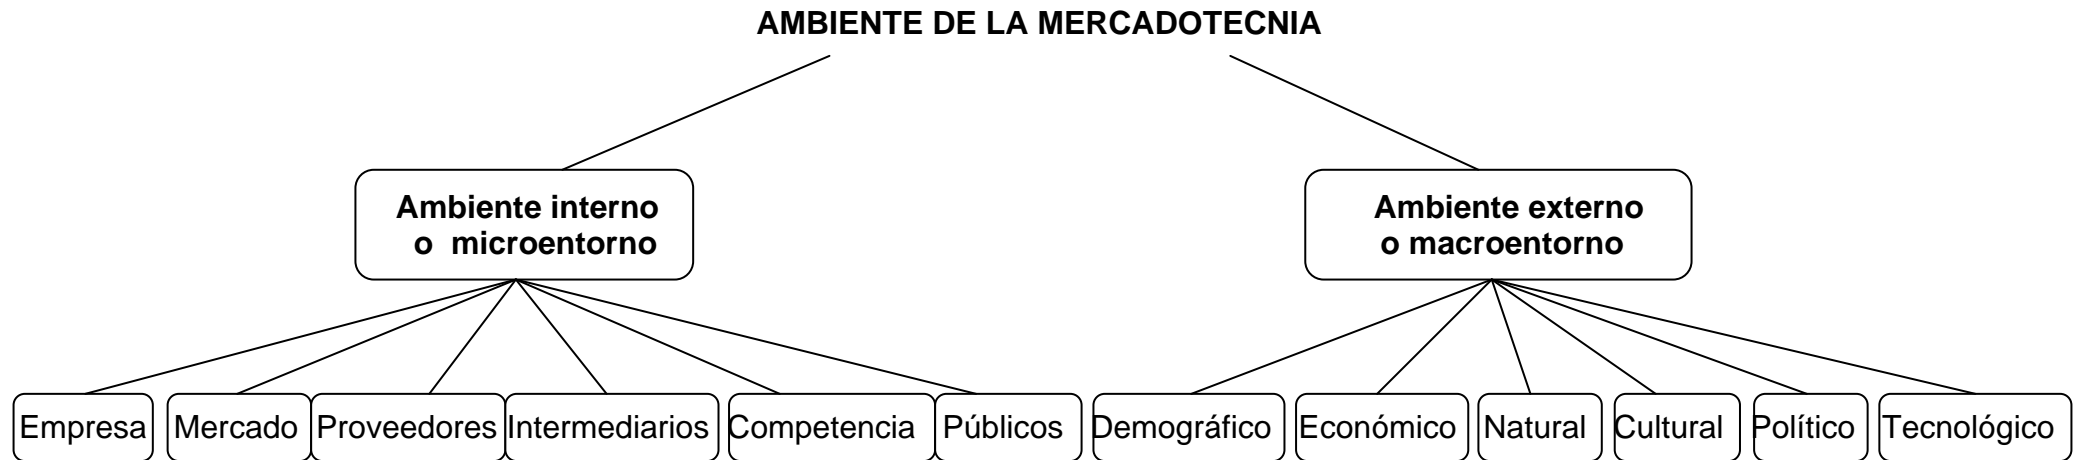 AMBIENTE DE LA MERCADOTECNIA
Ambiente interno
o microentorno
Ambiente externo
o macroentorno
Empresa
Mercado
Proveedores
Intermediarios
Competencia
Públicos
Demográfico
Económico
Natural
Cultural
Político
Tecnológico